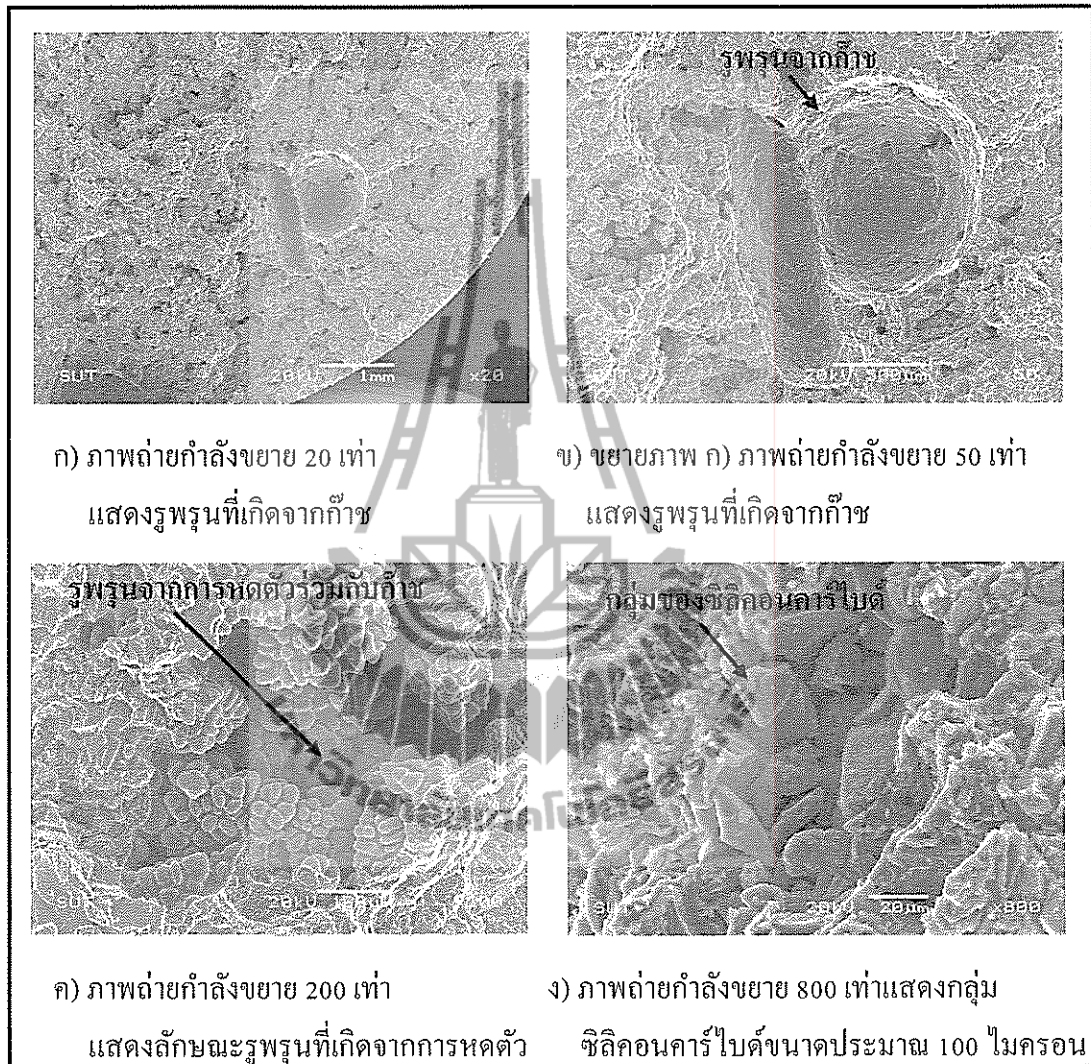 รูพรุนจากก๊าซ
SUT 20KU 1mm x20
SUT 20KU 500μm x50
ก) ภาพถ่ายกำลังขยาย 20 เท่า
แสดงรูพรุนที่เกิดจากก๊าซ
ข) ขยายภาพ ก) ภาพถ่ายกำลังขยาย 50 เท่า
แสดงรูพรุนที่เกิดจากก๊าซ
รูพรุนจากการหดตัวร่วมกับก๊าซ
กลุ่มของซิลิคอนคาร์ไบด์
SUT 20KU
SUT 20KU 20μm x800
ค) ภาพถ่ายกำลังขยาย 200 เท่า
แสดงลักษณะรูพรุนที่เกิดจากการหดตัว
ง) ภาพถ่ายกำลังขยาย 800 เท่าแสดงกลุ่ม
ซิลิคอนคาร์ไบด์ขนาดประมาณ 100 ไมครอน